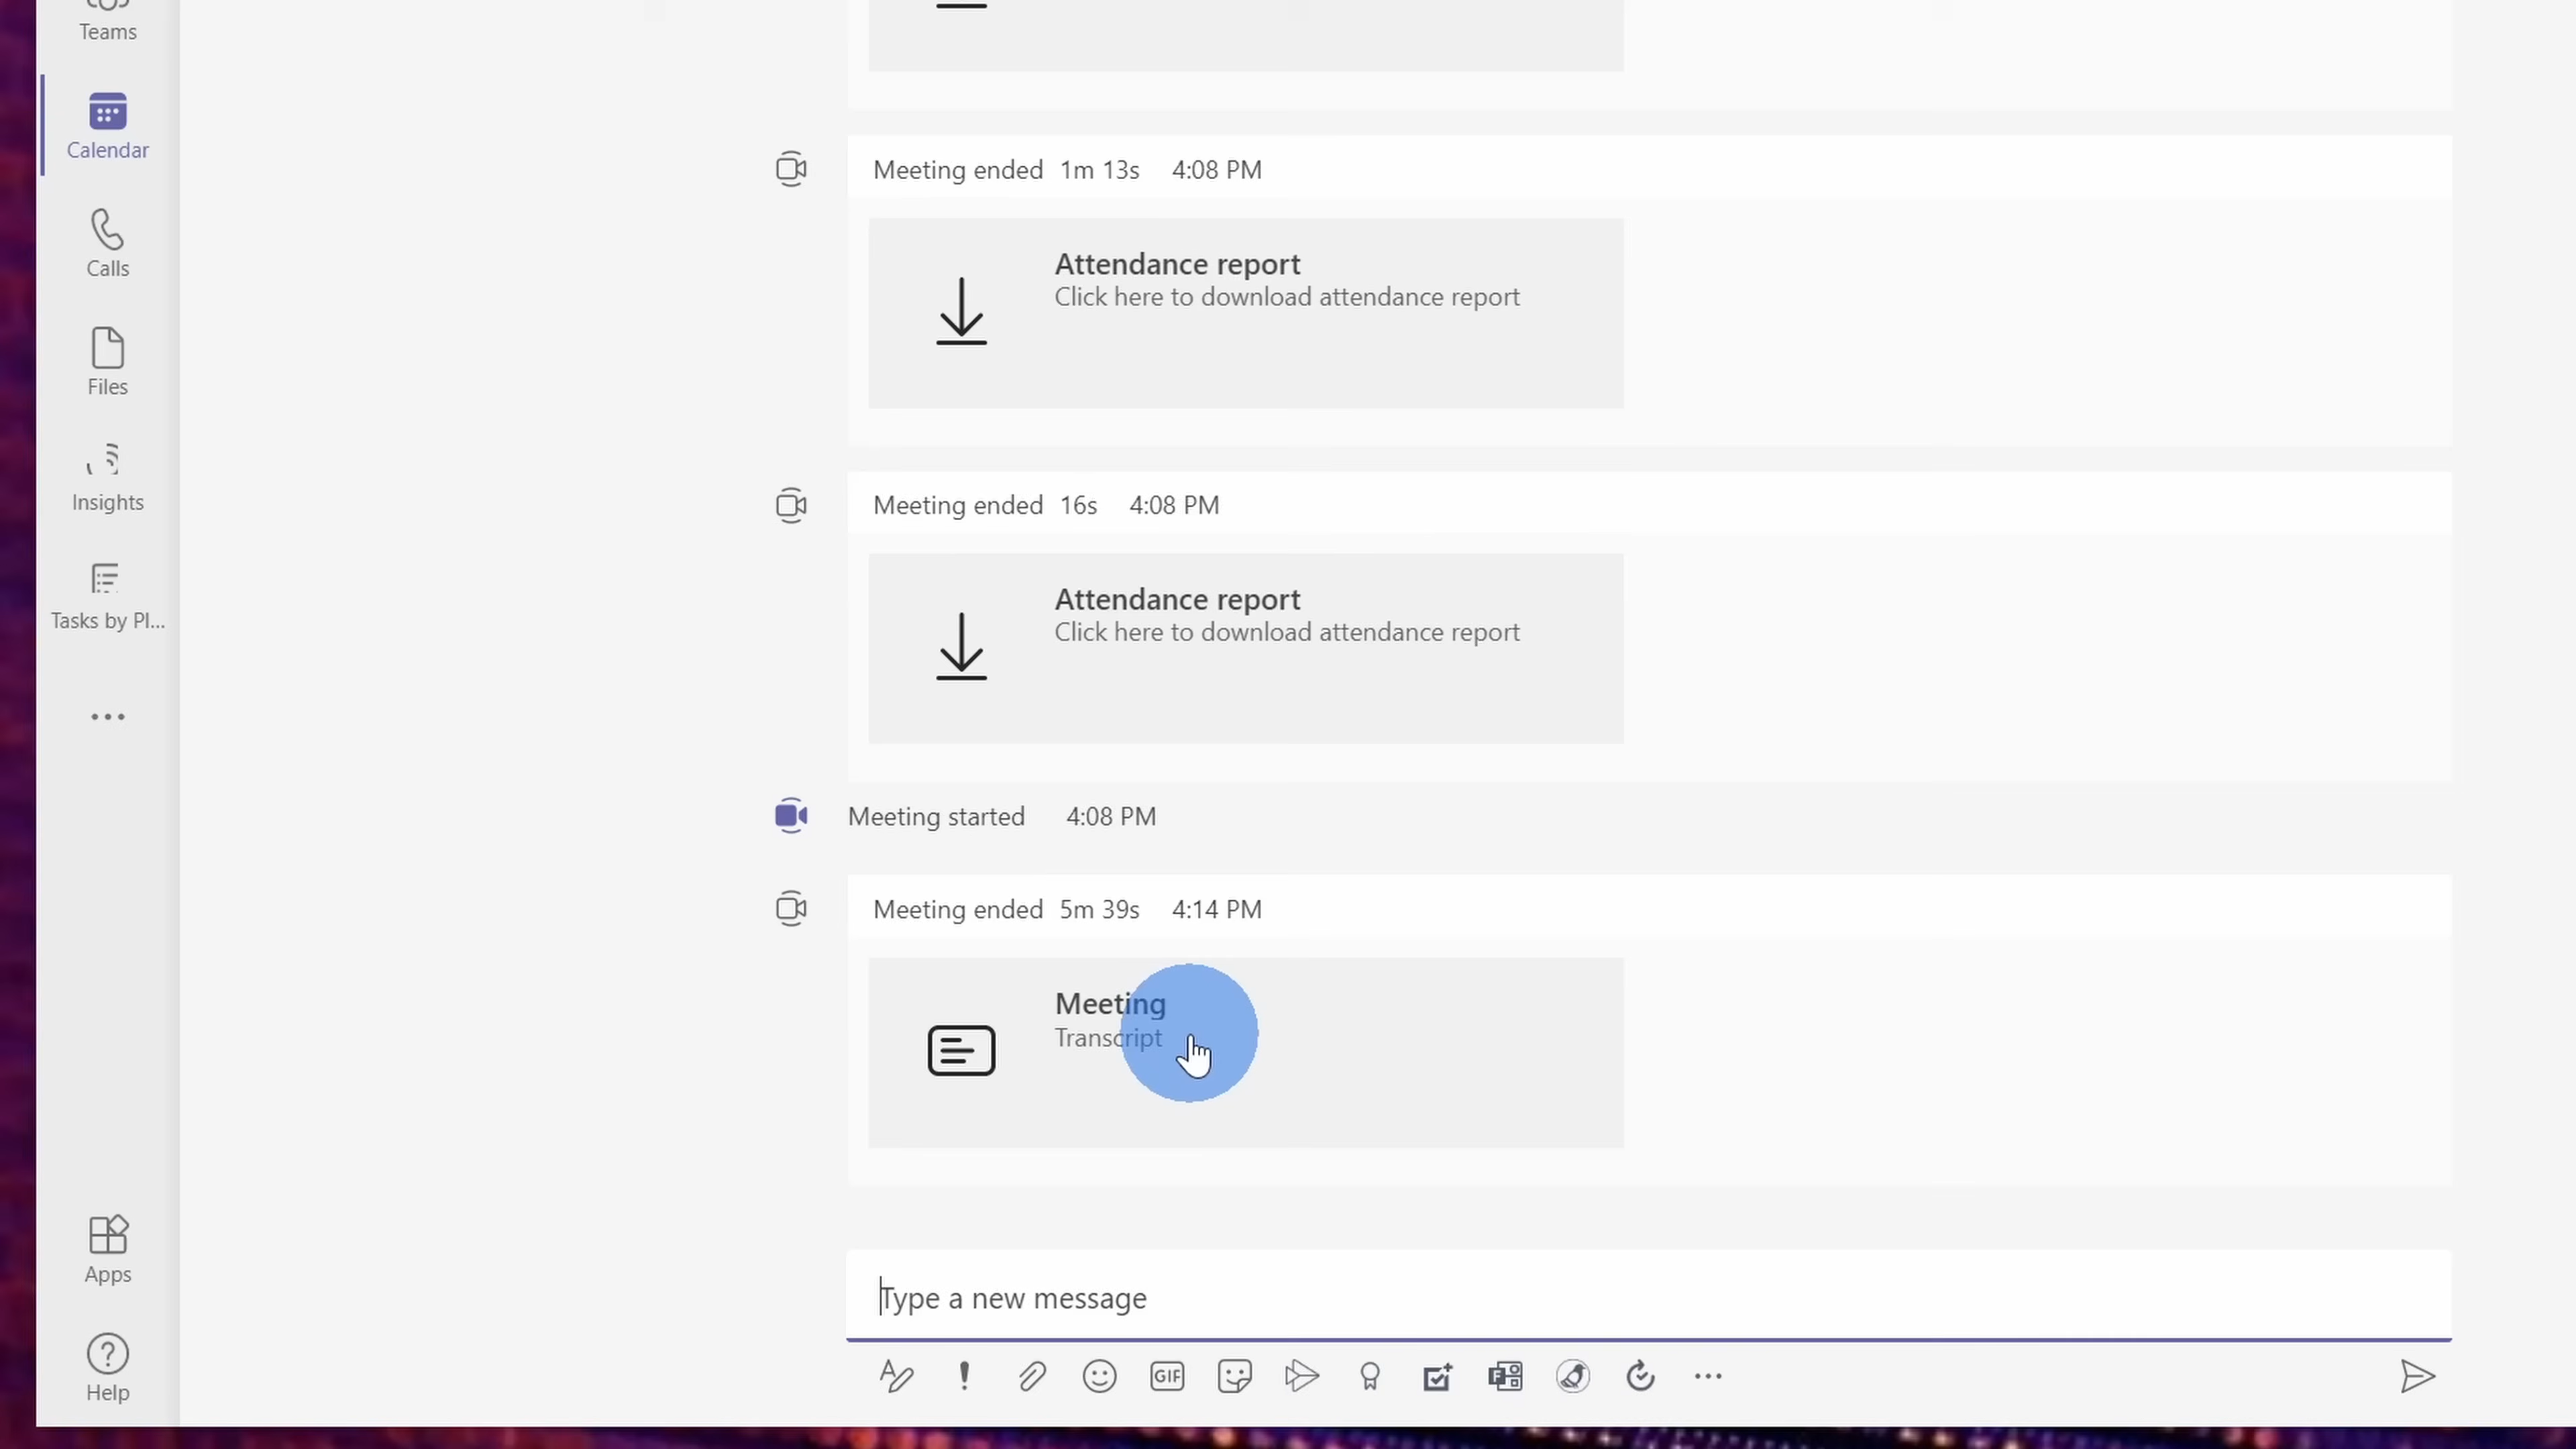 Teams
Calendar
Calls
Files
Insights
Tasks by Pl...
Apps
Help
Meeting ended 1m 13s 4:08 PM
Attendance report
Click here to download attendance report
Meeting ended 16s 4:08 PM
Attendance report
Click here to download attendance report
Meeting started 4:08 PM
Meeting ended 5m 39s 4:14 PM
Meeting
Transcript
Type a new message
GIF